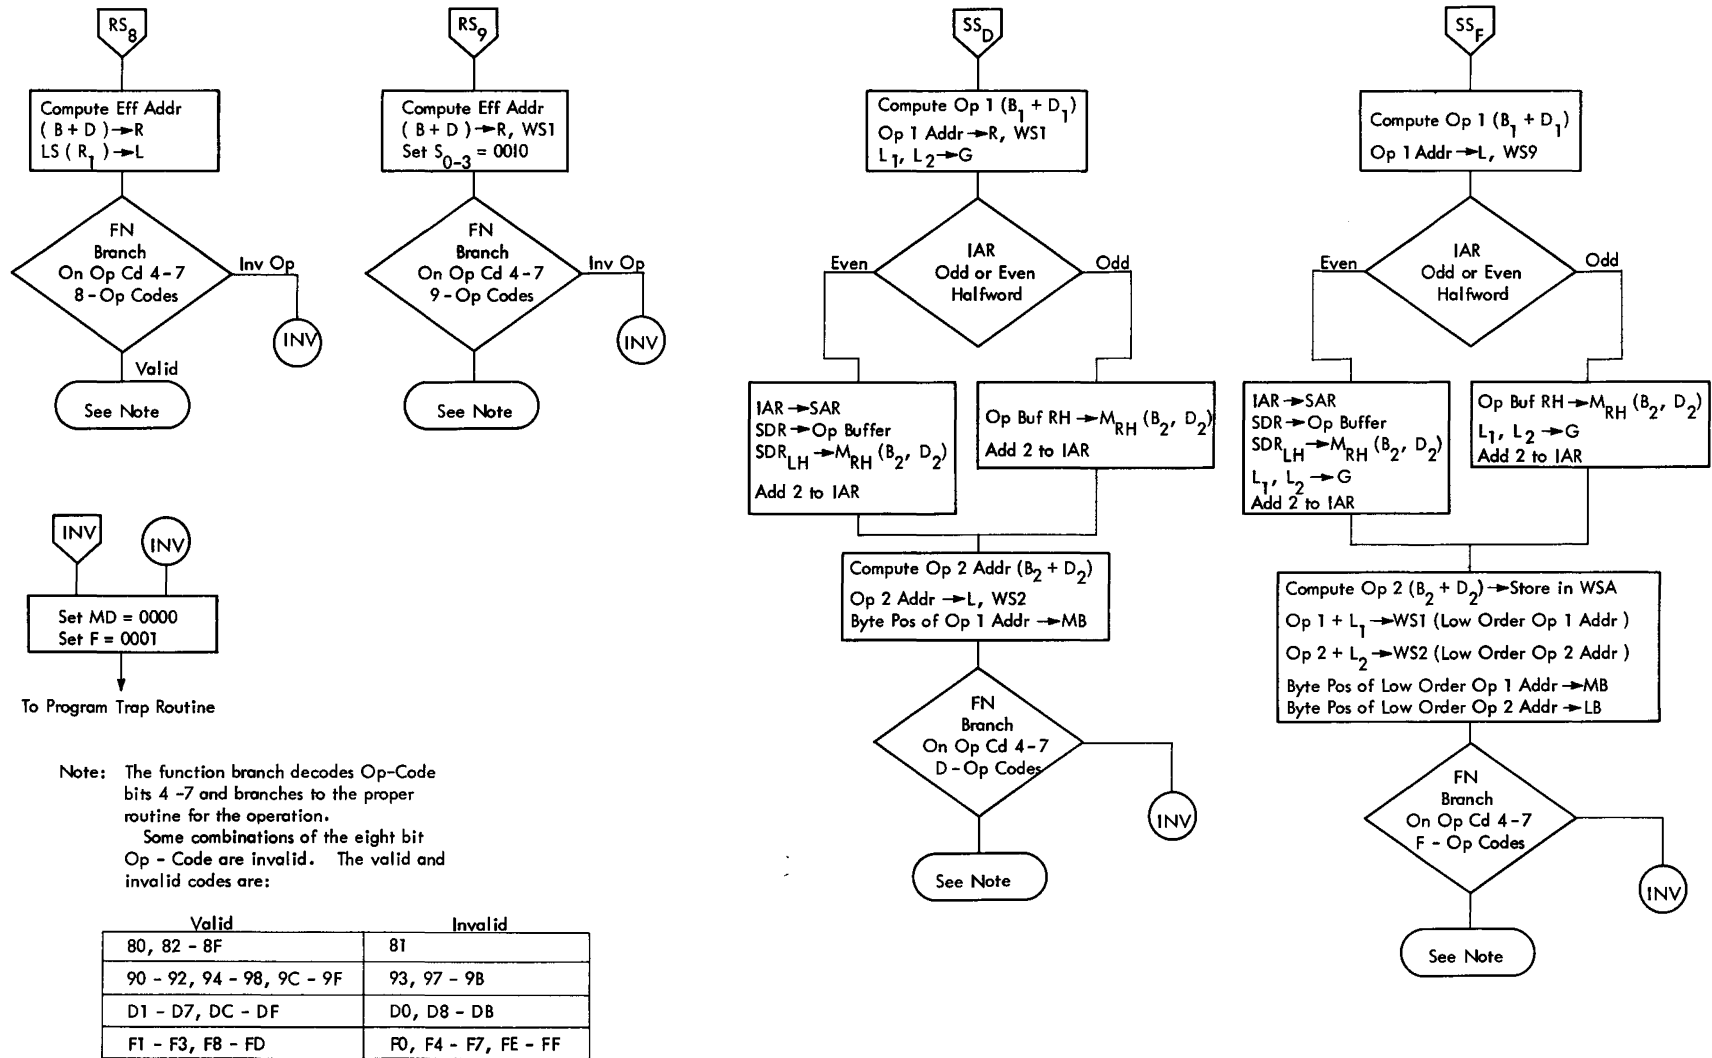 RS8
Compute Eff Addr
( B + D )→R
LS ( R1 )→L
FN
Branch
On Op Cd 4-7
8-Op Codes
Inv Op
INV
Valid
See Note
RS9
Compute Eff Addr
( B + D )→R, WS1
Set S0-3 = 0010
FN
Branch
On Op Cd 4-7
9-Op Codes
Inv Op
INV
See Note
INV
INV
Set MD = 0000
Set F = 0001
To Program Trap Routine
Note: The function branch decodes Op-Code
bits 4 -7 and branches to the proper
routine for the operation.
Some combinations of the eight bit
Op - Code are invalid. The valid and
invalid codes are:
Valid Invalid
80, 82 - 8F 81
90 - 92, 94 - 98, 9C - 9F 93, 97 - 9B
D1 - D7, DC - DF D0, D8 - DB
F1 - F3, F8 - FD F0, F4 - F7, FE - FF
SSD
Compute Op 1 (B1 + D1)
Op 1 Addr→R, WS1
L1, L2→G
IAR
Odd or Even
Halfword
Even
Odd
IAR→SAR
SDR→Op Buffer
SDRLH→MRH (B2, D2)
Add 2 to IAR
Op Buf RH→MRH (B2, D2)
Add 2 to IAR
Compute Op 2 Addr (B2 + D2)
Op 2 Addr→L, WS2
Byte Pos of Op 1 Addr→MB
FN
Branch
On Op Cd 4-7
D-Op Codes
INV
See Note
SSF
Compute Op 1 (B1 + D1)
Op 1 Addr→L, WS9
IAR
Odd or Even
Halfword
Even
Odd
IAR→SAR
SDR→Op Buffer
SDRLH→MRH (B2, D2)
L1, L2→G
Add 2 to IAR
Op Buf RH→MRH (B2, D2)
L1, L2→G
Add 2 to IAR
Compute Op 2 (B2 + D2)→Store in WSA
Op 1 + L1→WS1 (Low Order Op 1 Addr )
Op 2 + L2→WS2 (Low Order Op 2 Addr )
Byte Pos of Low Order Op 1 Addr→MB
Byte Pos of Low Order Op 2 Addr→LB
FN
Branch
On Op Cd 4-7
F - Op Codes
INV
See Note